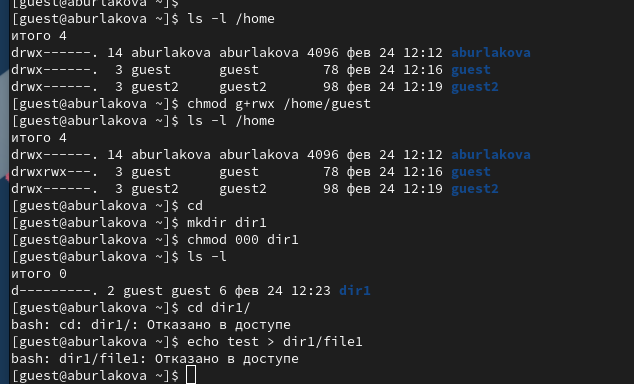 [guest@aburlakova ~]$
[guest@aburlakova ~]$ ls -l /home
итого 4
drwx------. 14 aburlakova aburlakova 4096 фев 24 12:12 aburlakova
drwx------.  3 guest      guest        78 фев 24 12:16 guest
drwx------.  3 guest2     guest2       98 фев 24 12:19 guest2
[guest@aburlakova ~]$ chmod g+rwx /home/guest
[guest@aburlakova ~]$ ls -l /home
итого 4
drwx------. 14 aburlakova aburlakova 4096 фев 24 12:12 aburlakova
drwxrwx---.  3 guest      guest        78 фев 24 12:16 guest
drwx------.  3 guest2     guest2       98 фев 24 12:19 guest2
[guest@aburlakova ~]$ cd
[guest@aburlakova ~]$ mkdir dir1
[guest@aburlakova ~]$ chmod 000 dir1
[guest@aburlakova ~]$ ls -l
итого 0
d---------. 2 guest guest 6 фев 24 12:23 dir1
[guest@aburlakova ~]$ cd dir1/
bash: cd: dir1/: Отказано в доступе
[guest@aburlakova ~]$ echo test > dir1/file1
bash: dir1/file1: Отказано в доступе
[guest@aburlakova ~]$